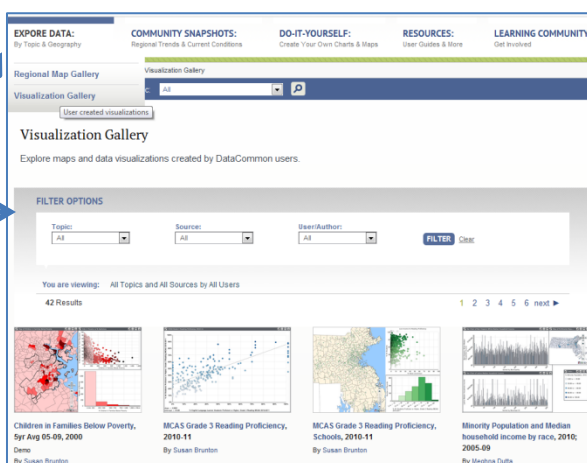 EXPORE DATA:
By Topic & Geography
COMMUNITY SNAPSHOTS:
Regional Trends & Current Conditions
DO-IT-YOURSELF:
Create Your Own Charts & Maps
RESOURCES:
User Guides & More
LEARNING COMMUNITY
Get Involved
Regional Map Gallery
Visualization Gallery
Visualization Gallery
All
User created visualizations.
Visualization Gallery
Explore maps and data visualizations created by DataCommon users.
FILTER OPTIONS
Topic: Source: User/Author:
All All All FILTER Clear
You are viewing: All Topics and All Sources by All Users
42 Results 1 2 3 4 5 6 next ►
Children in Families Below Poverty,
5yr Avg 05-09, 2000
Demo
By Susan Brunton
MCAS Grade 3 Reading Proficiency,
2010-11
By Susan Brunton
MCAS Grade 3 Reading Proficiency,
Schools, 2010-11
By Susan Brunton
Minority Population and Median
household income by race, 2010;
2005-09
By Meghna Dutta